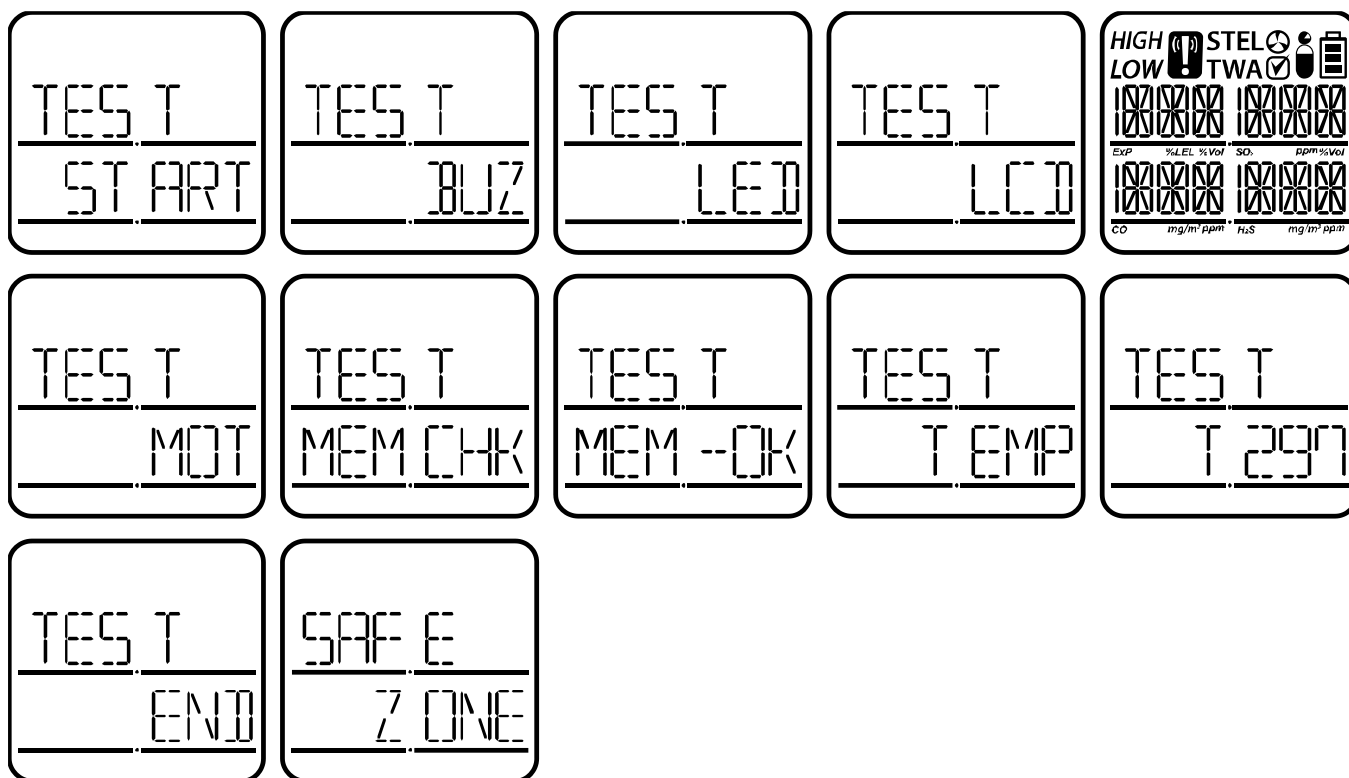 TEST
START
TEST
BUZ
TEST
LED
TEST
LCD
HIGH STEL
LOW TWA
ExP %LEL %Vol SO₂ ppm%Vol
CO mg/m³ ppm H₂S mg/m³ ppm
TEST
MOT
TEST
MEM CHK
TEST
MEM --OK
TEST
TEMP
TEST
T 297
TEST
END
SAFE
ZONE